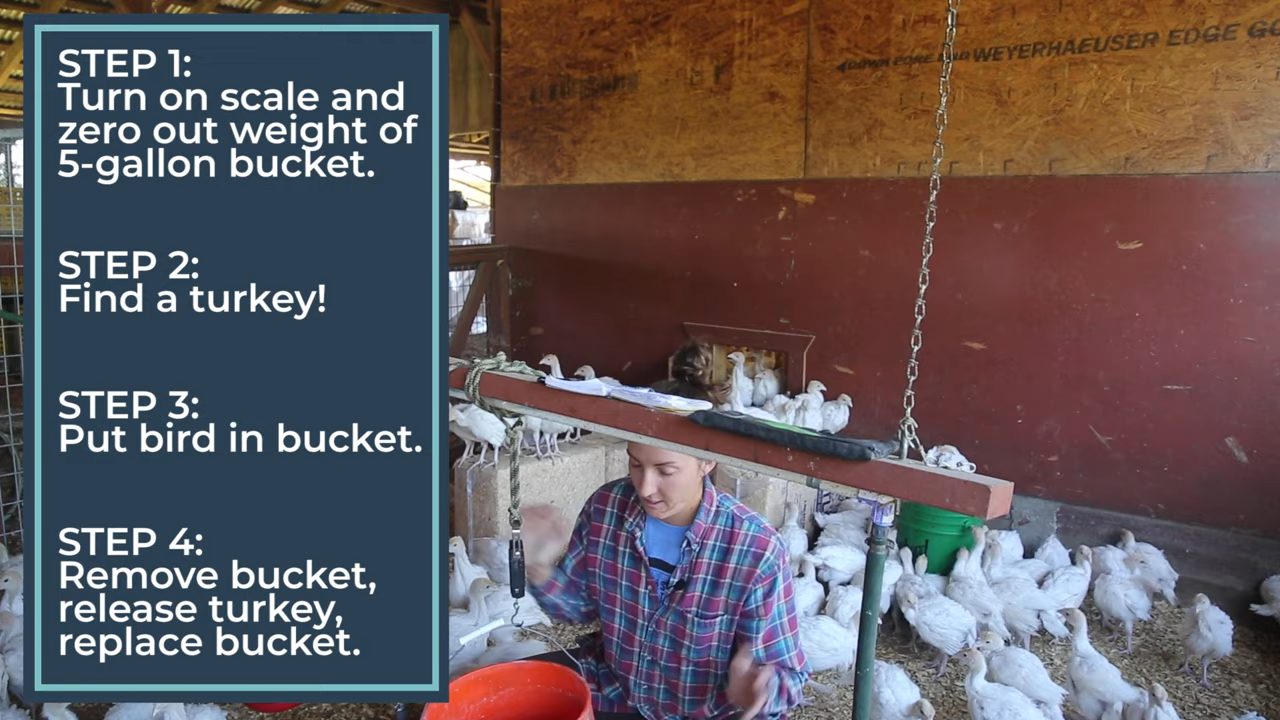 STEP 1:
Turn on scale and
zero out weight of
5-gallon bucket.
STEP 2:
Find a turkey!
STEP 3:
Put bird in bucket.
STEP 4:
Remove bucket,
release turkey,
replace bucket.
WEYERHAEUSER EDGE